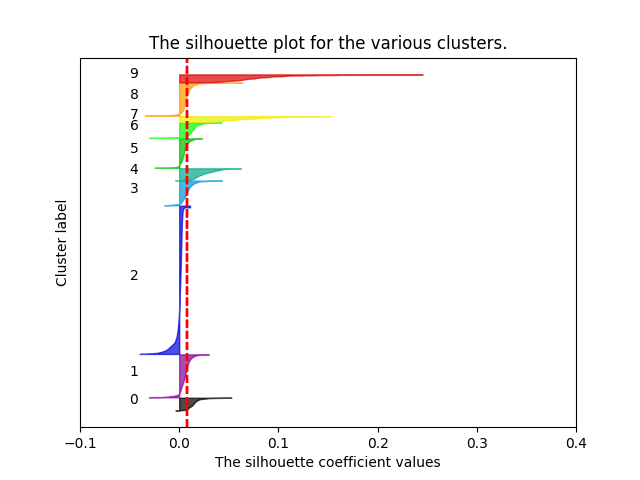 The silhouette plot for the various clusters.
Cluster label
9
8
7
6
5
4
3
2
1
0
−0.1 0.0 0.1 0.2 0.3 0.4
The silhouette coefficient values